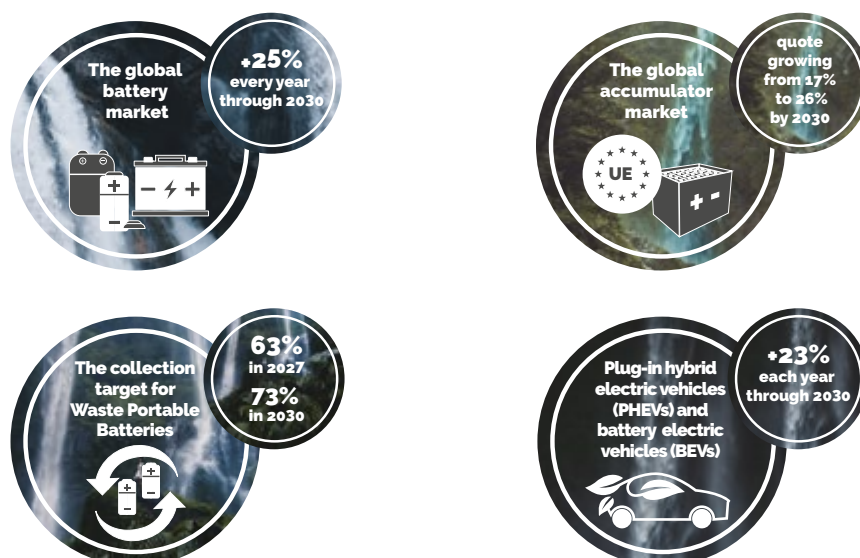 The global
battery
market
+25%
every year
through 2030
The global
accumulator
market
UE
quote
growing
from 17%
to 26%
by 2030
The collection
target for
Waste Portable
Batteries
63%
in 2027
73%
in 2030
Plug-in hybrid
electric vehicles
(PHEVs) and
battery electric
vehicles (BEVs)
+23%
each year
through 2030